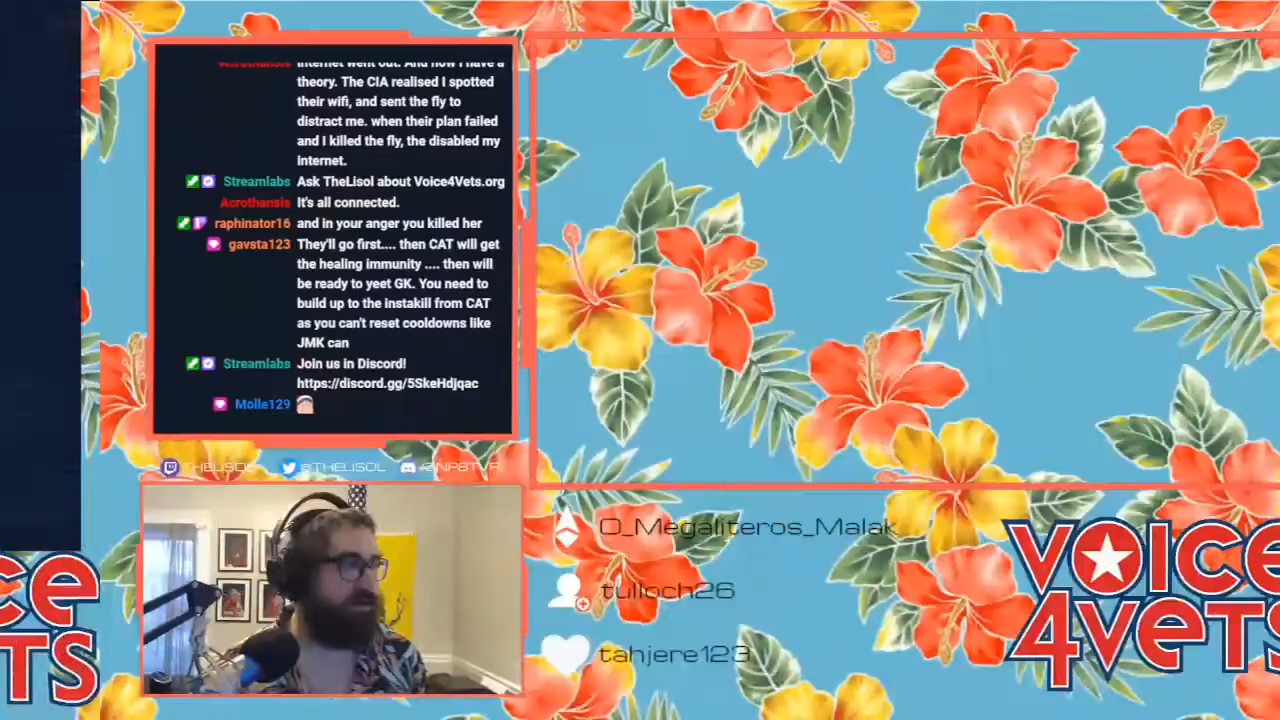 Acrothansis internet went out. And now I have a
theory. The CIA realised I spotted
their wifi, and sent the fly to
distract me. when their plan failed
and I killed the fly, the disabled my
internet.
Streamlabs Ask TheLisol about Voice4Vets.org
Acrothansis It's all connected.
raphinator16 and in your anger you killed her
gavsta123 They'll go first.... then CAT will get
the healing immunity .... then will
be ready to yeet GK. You need to
build up to the instakill from CAT
as you can't reset cooldowns like
JMK can
Streamlabs Join us in Discord!
https://discord.gg/5SkeHdjqac
Molle129
THELISOL @THELISOL
O_Megaliteros_Malak
tulloch26
tahjere123
VOICE
4VETS
ce
TS